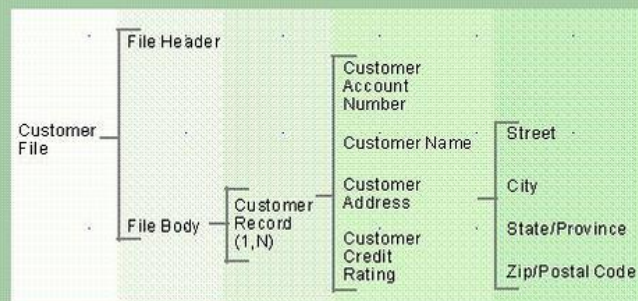 Customer
File
File Header
File Body
Customer
Record
(1,N)
Customer
Account
Number
Customer Name
Customer
Address
Customer
Credit
Rating
Street
City
State/Province
Zip/Postal Code